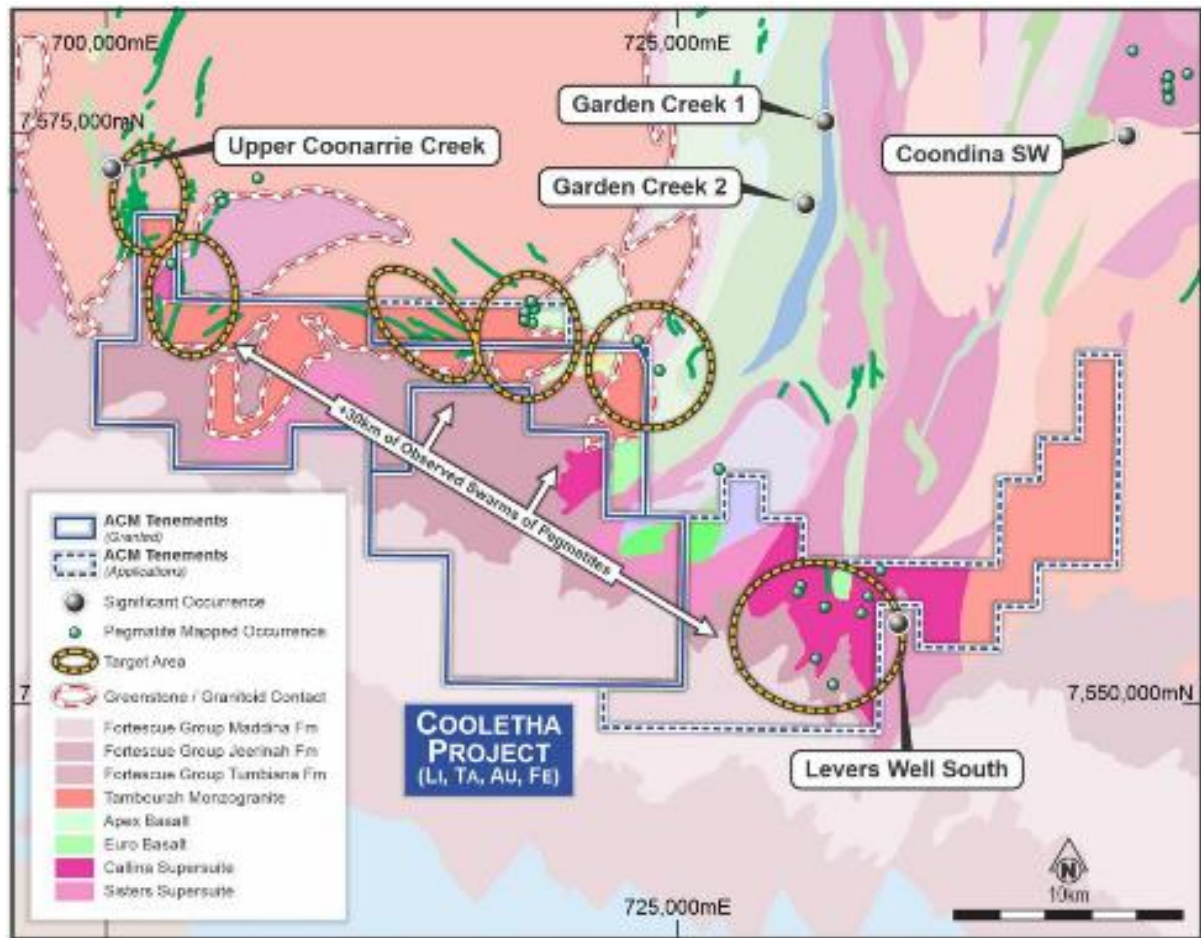 700,000mE
725,000mE
7,575,000mN
Garden Creek 1
Upper Coonarrie Creek
Coondina SW
Garden Creek 2
+30km of Observed Swarms of Pegmatites
ACM Tenements
(Granted)
ACM Tenements
(Applications)
Significant Occurrence
Pegmatite Mapped Occurrence
Target Area
Greenstone / Granitoid Contact
Fortescue Group Maddina Fm
Fortescue Group Jeerinah Fm
Fortescue Group Tumbiana Fm
Tambourah Monzogranite
Apex Basalt
Euro Basalt
Callina Supersuite
Sisters Supersuite
7
7,550,000mN
COOLETHA
PROJECT
(LI, TA, AU, FE)
Levers Well South
N
10km
725,000mE